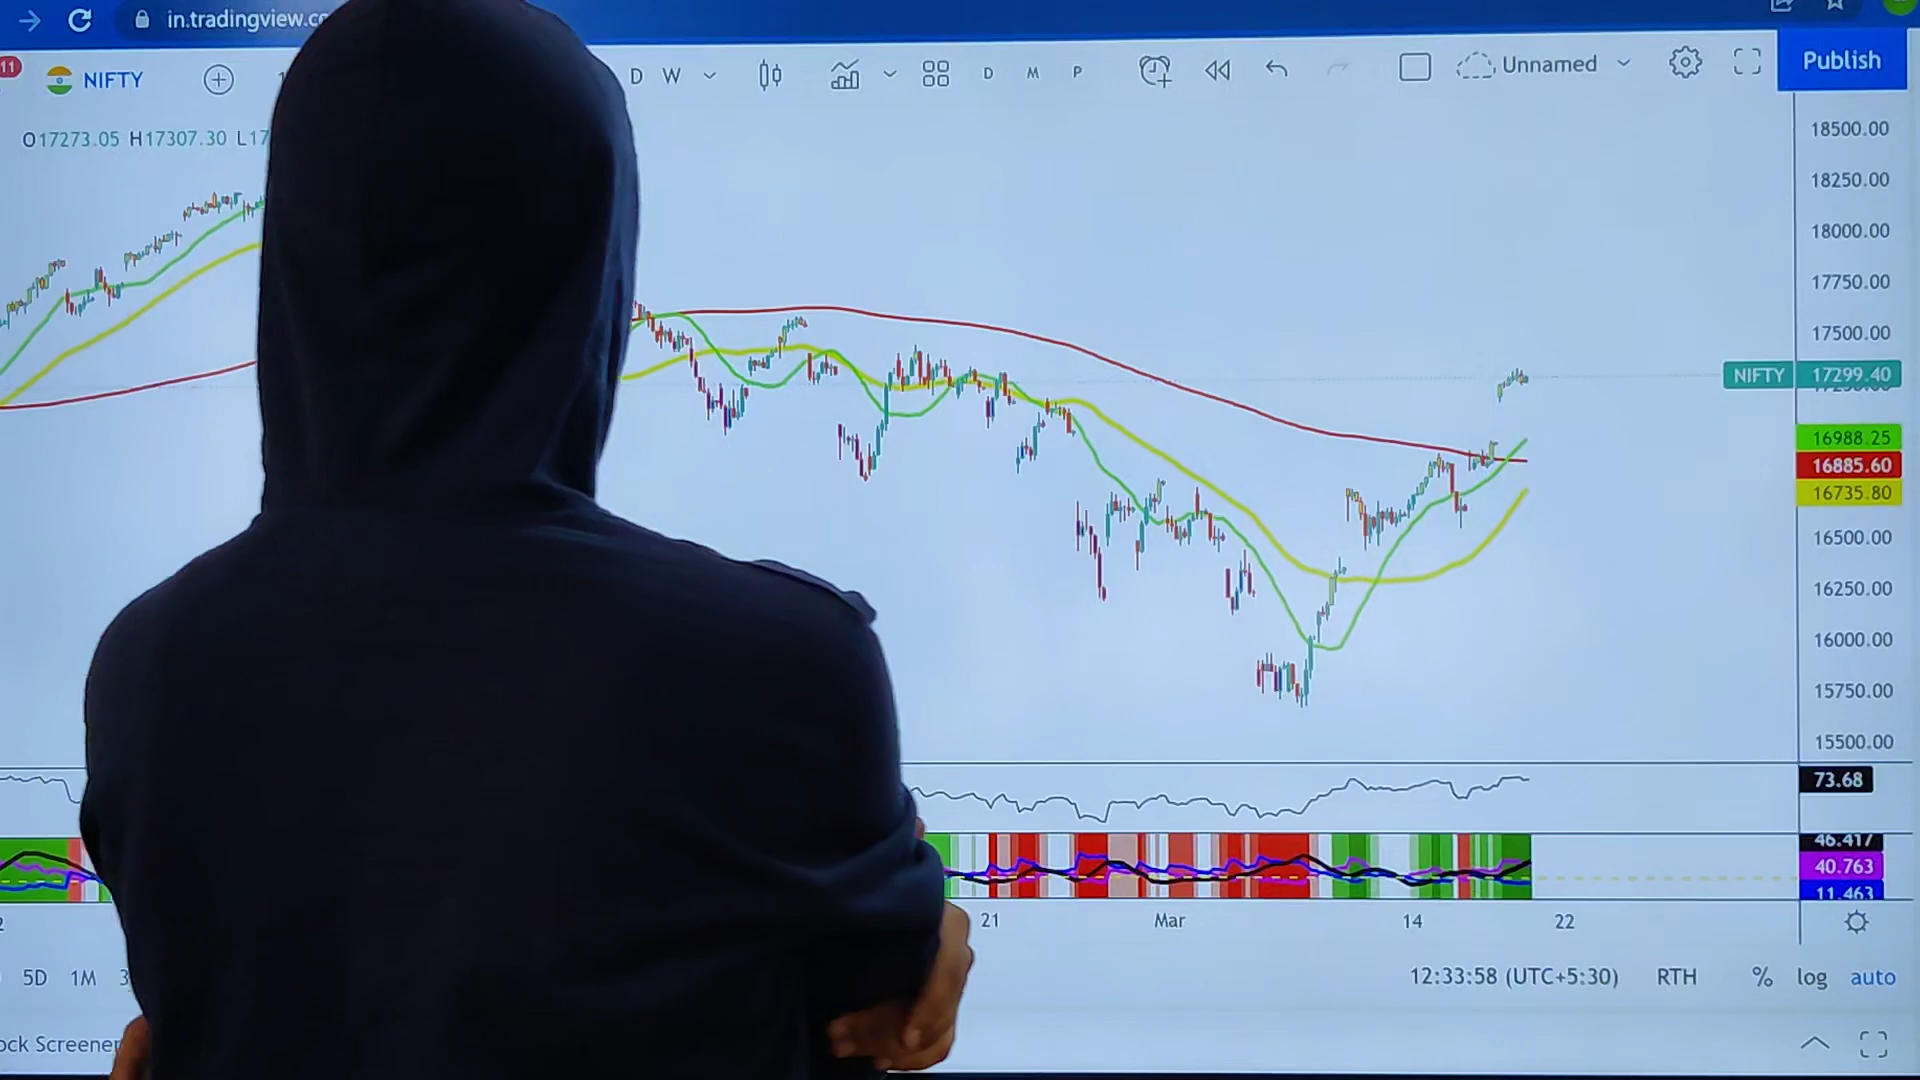 in.tradingview.co
11 NIFTY D W D M P Unnamed Publish
O17273.05 H17307.30 L17
18500.00
18250.00
18000.00
17750.00
17500.00
NIFTY 17299.40
16988.25
16885.60
16735.80
16500.00
16250.00
16000.00
15750.00
15500.00
73.68
46.417
40.763
11.463
2 21 Mar 14 22
5D 1M 3 12:33:58 (UTC+5:30) RTH % log auto
ock Screener